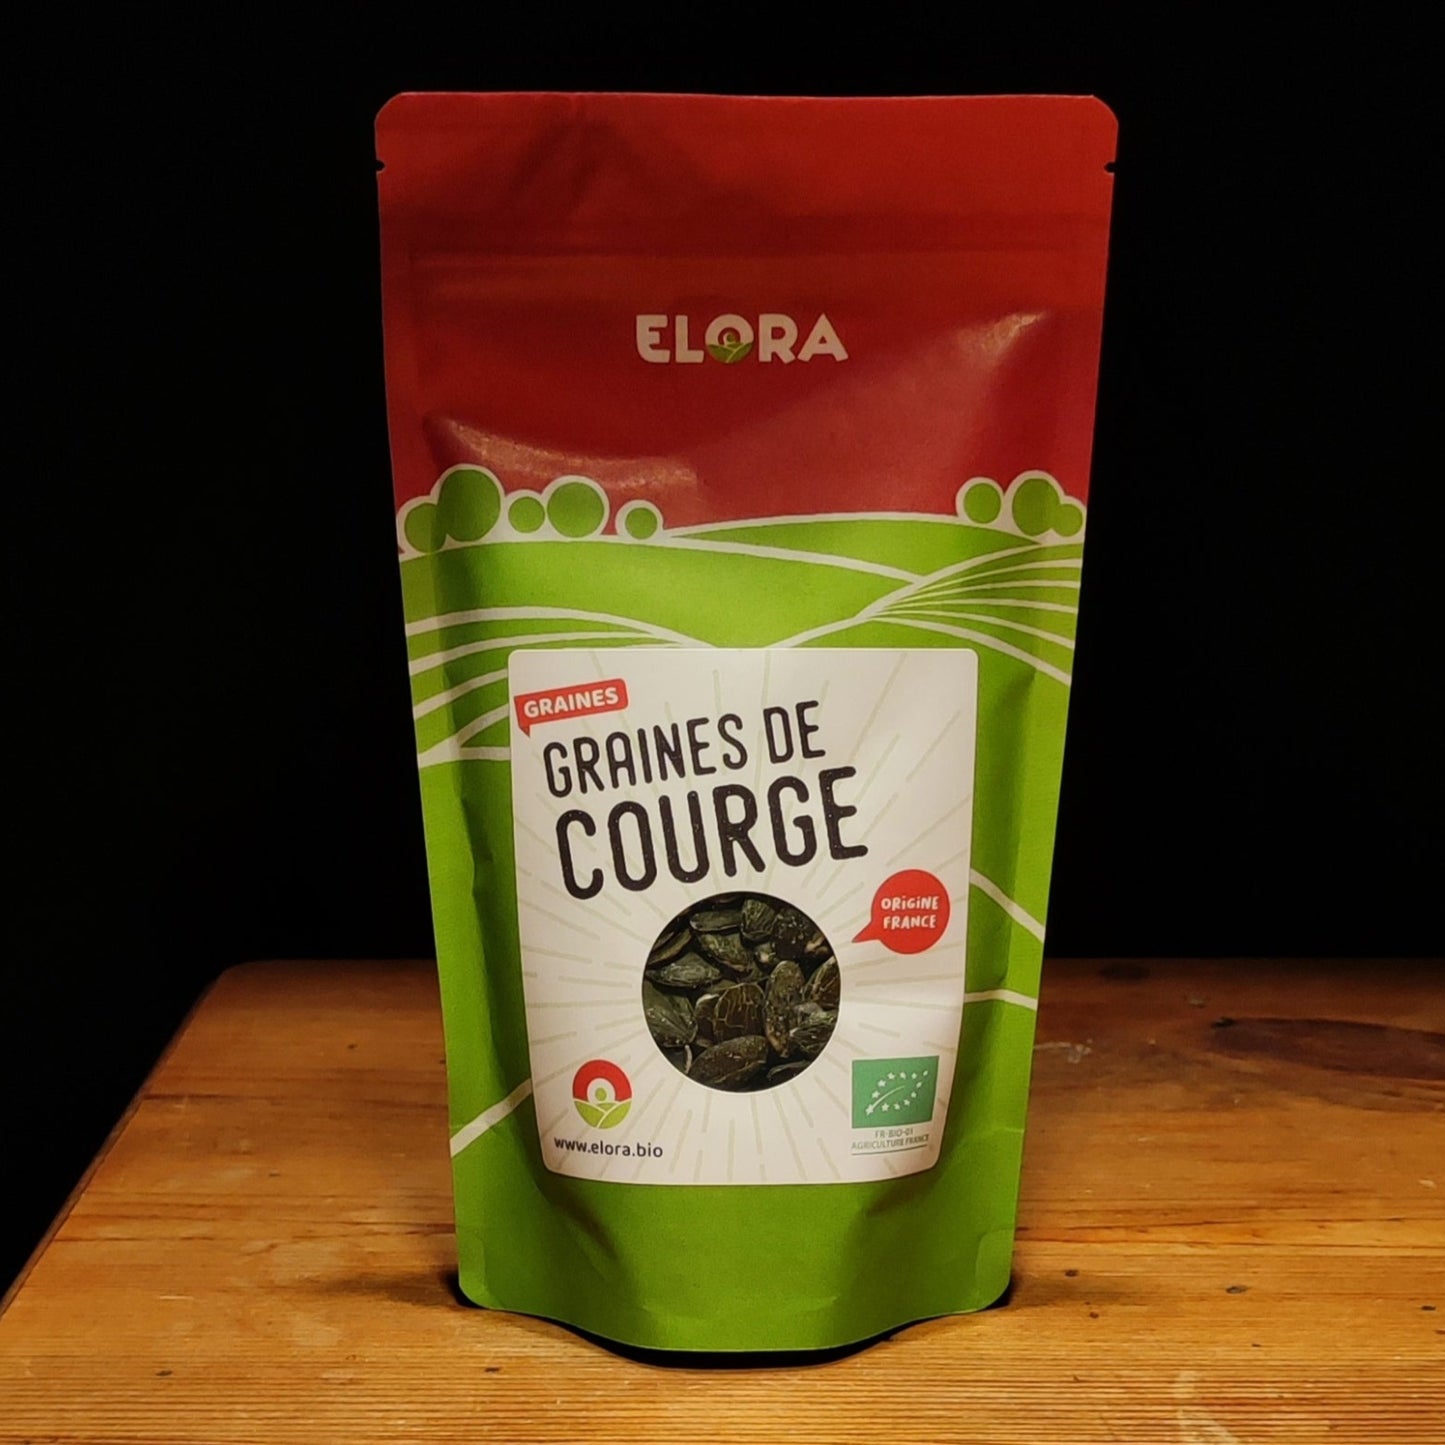 ELORA
GRAINES
GRAINES DE
COURGE
ORiGiNE
FRANCE
www.elora.bio
FR-BIO-01
AGRICULTURE FRANCE